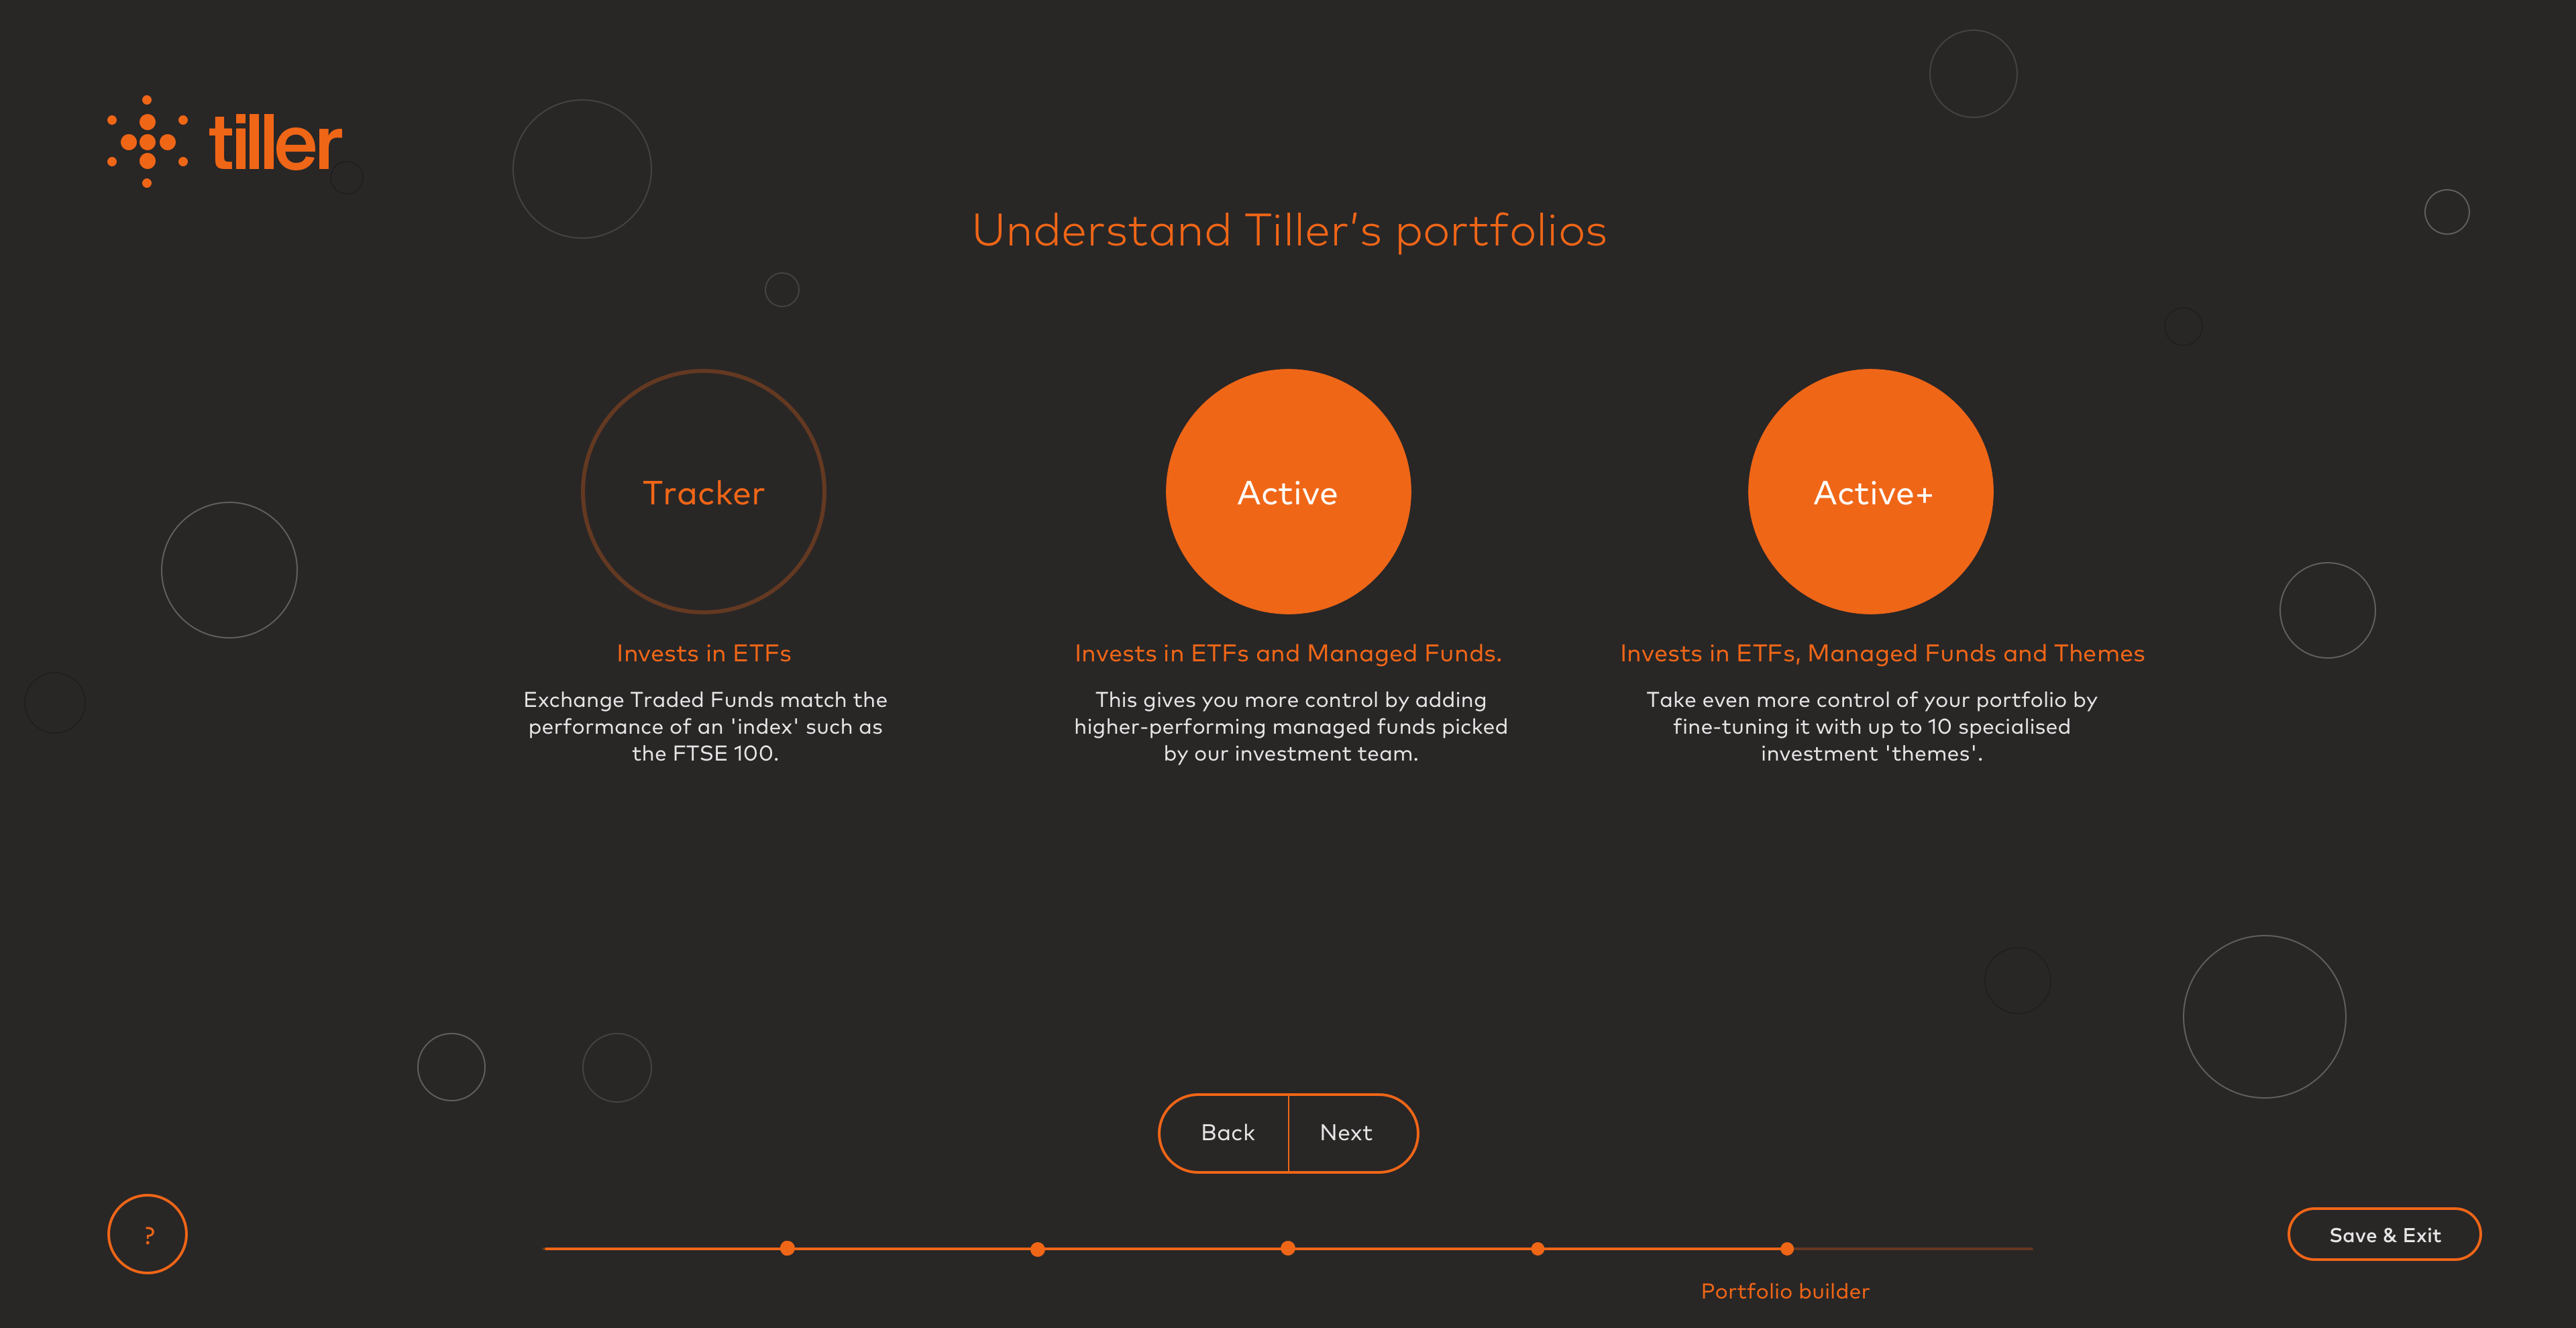 tiller
Understand Tiller’s portfolios
Tracker
Active
Active+
Invests in ETFs
Exchange Traded Funds match the
performance of an 'index' such as
the FTSE 100.
Invests in ETFs and Managed Funds.
This gives you more control by adding
higher-performing managed funds picked
by our investment team.
Invests in ETFs, Managed Funds and Themes
Take even more control of your portfolio by
fine-tuning it with up to 10 specialised
investment 'themes'.
Back
Next
?
Save & Exit
Portfolio builder